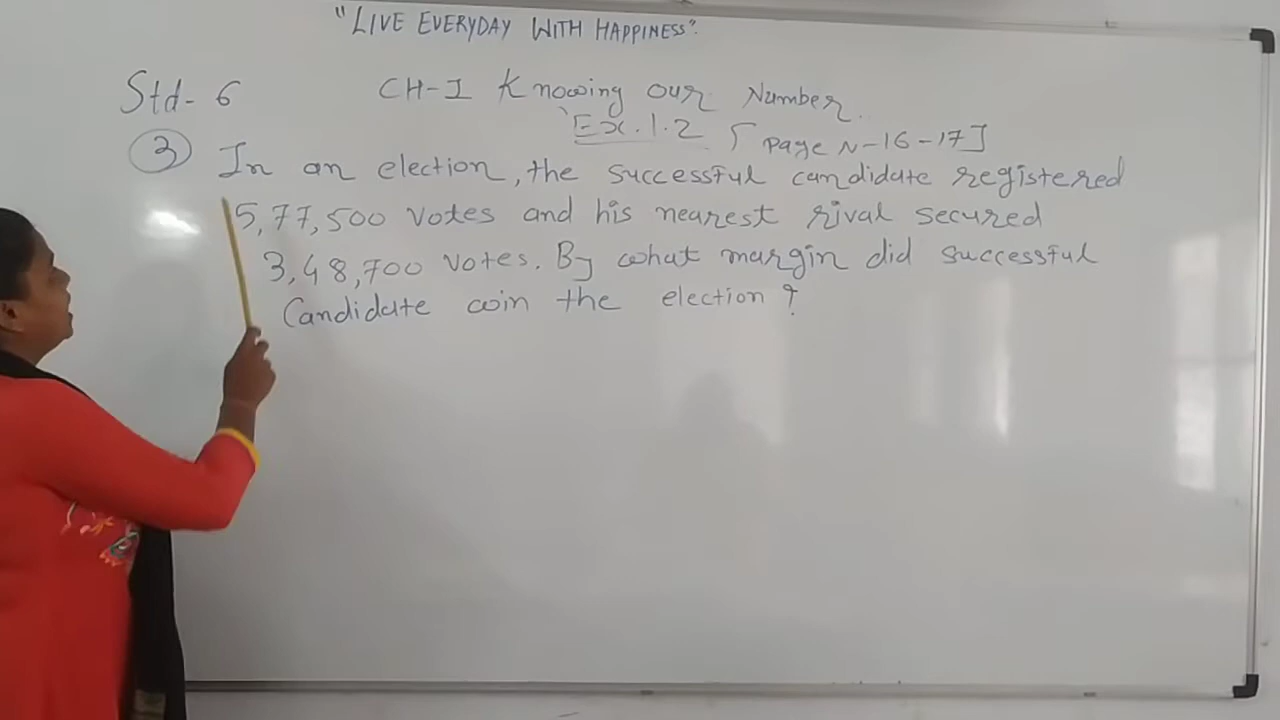 "LIVE EVERYDAY WITH HAPPINESS".
Std- 6 CH-I Knowing our Number.
Ex. 1.2 [ Page N-16-17]
3 In an election, the successful candidate registered
5,77,500 votes and his nearest rival secured
3,48,700 votes. By what margin did successful
Candidate win the election ?